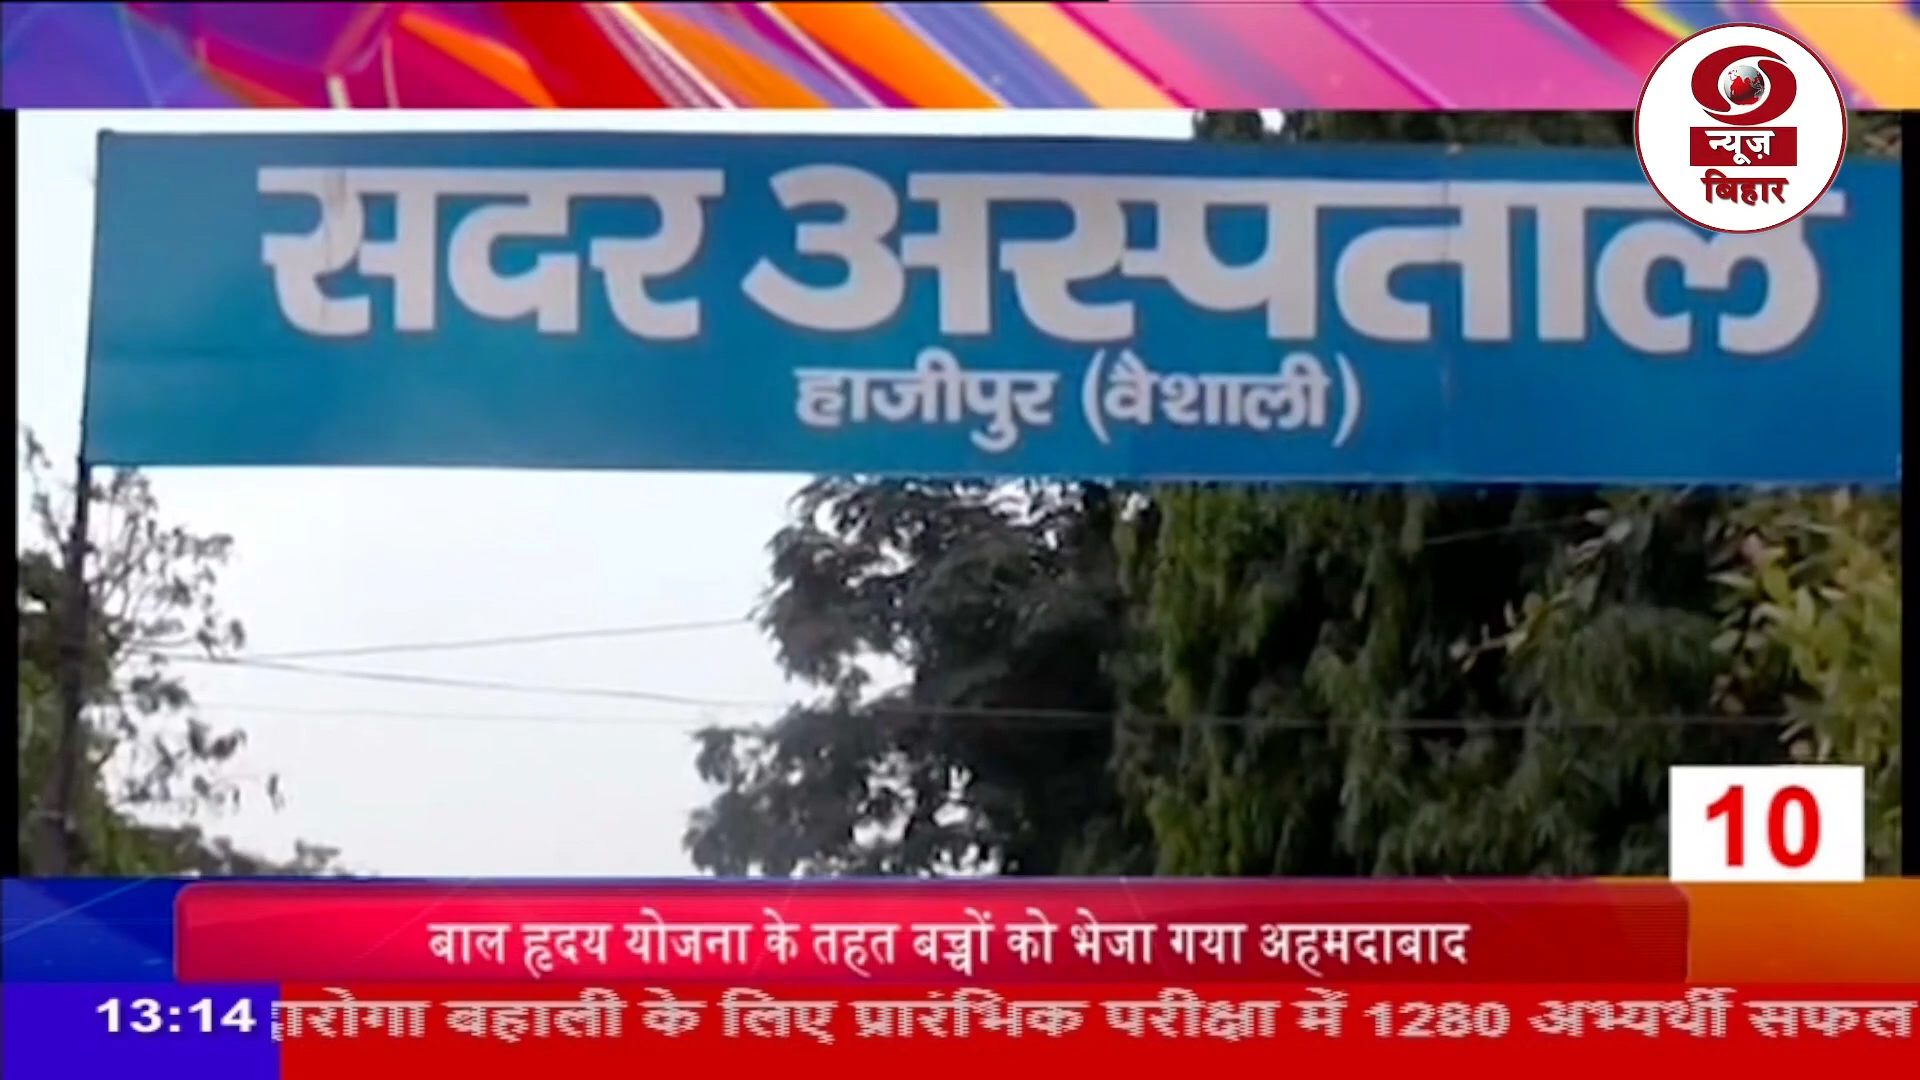 न्यूज़
बिहार
सदर अस्पताल
हाजीपुर (वैशाली)
10
बाल हृदय योजना के तहत बच्चों को भेजा गया अहमदाबाद
13:14
बहाली के लिए प्रारंभिक परीक्षा में 1280 अभ्यर्थी सफल